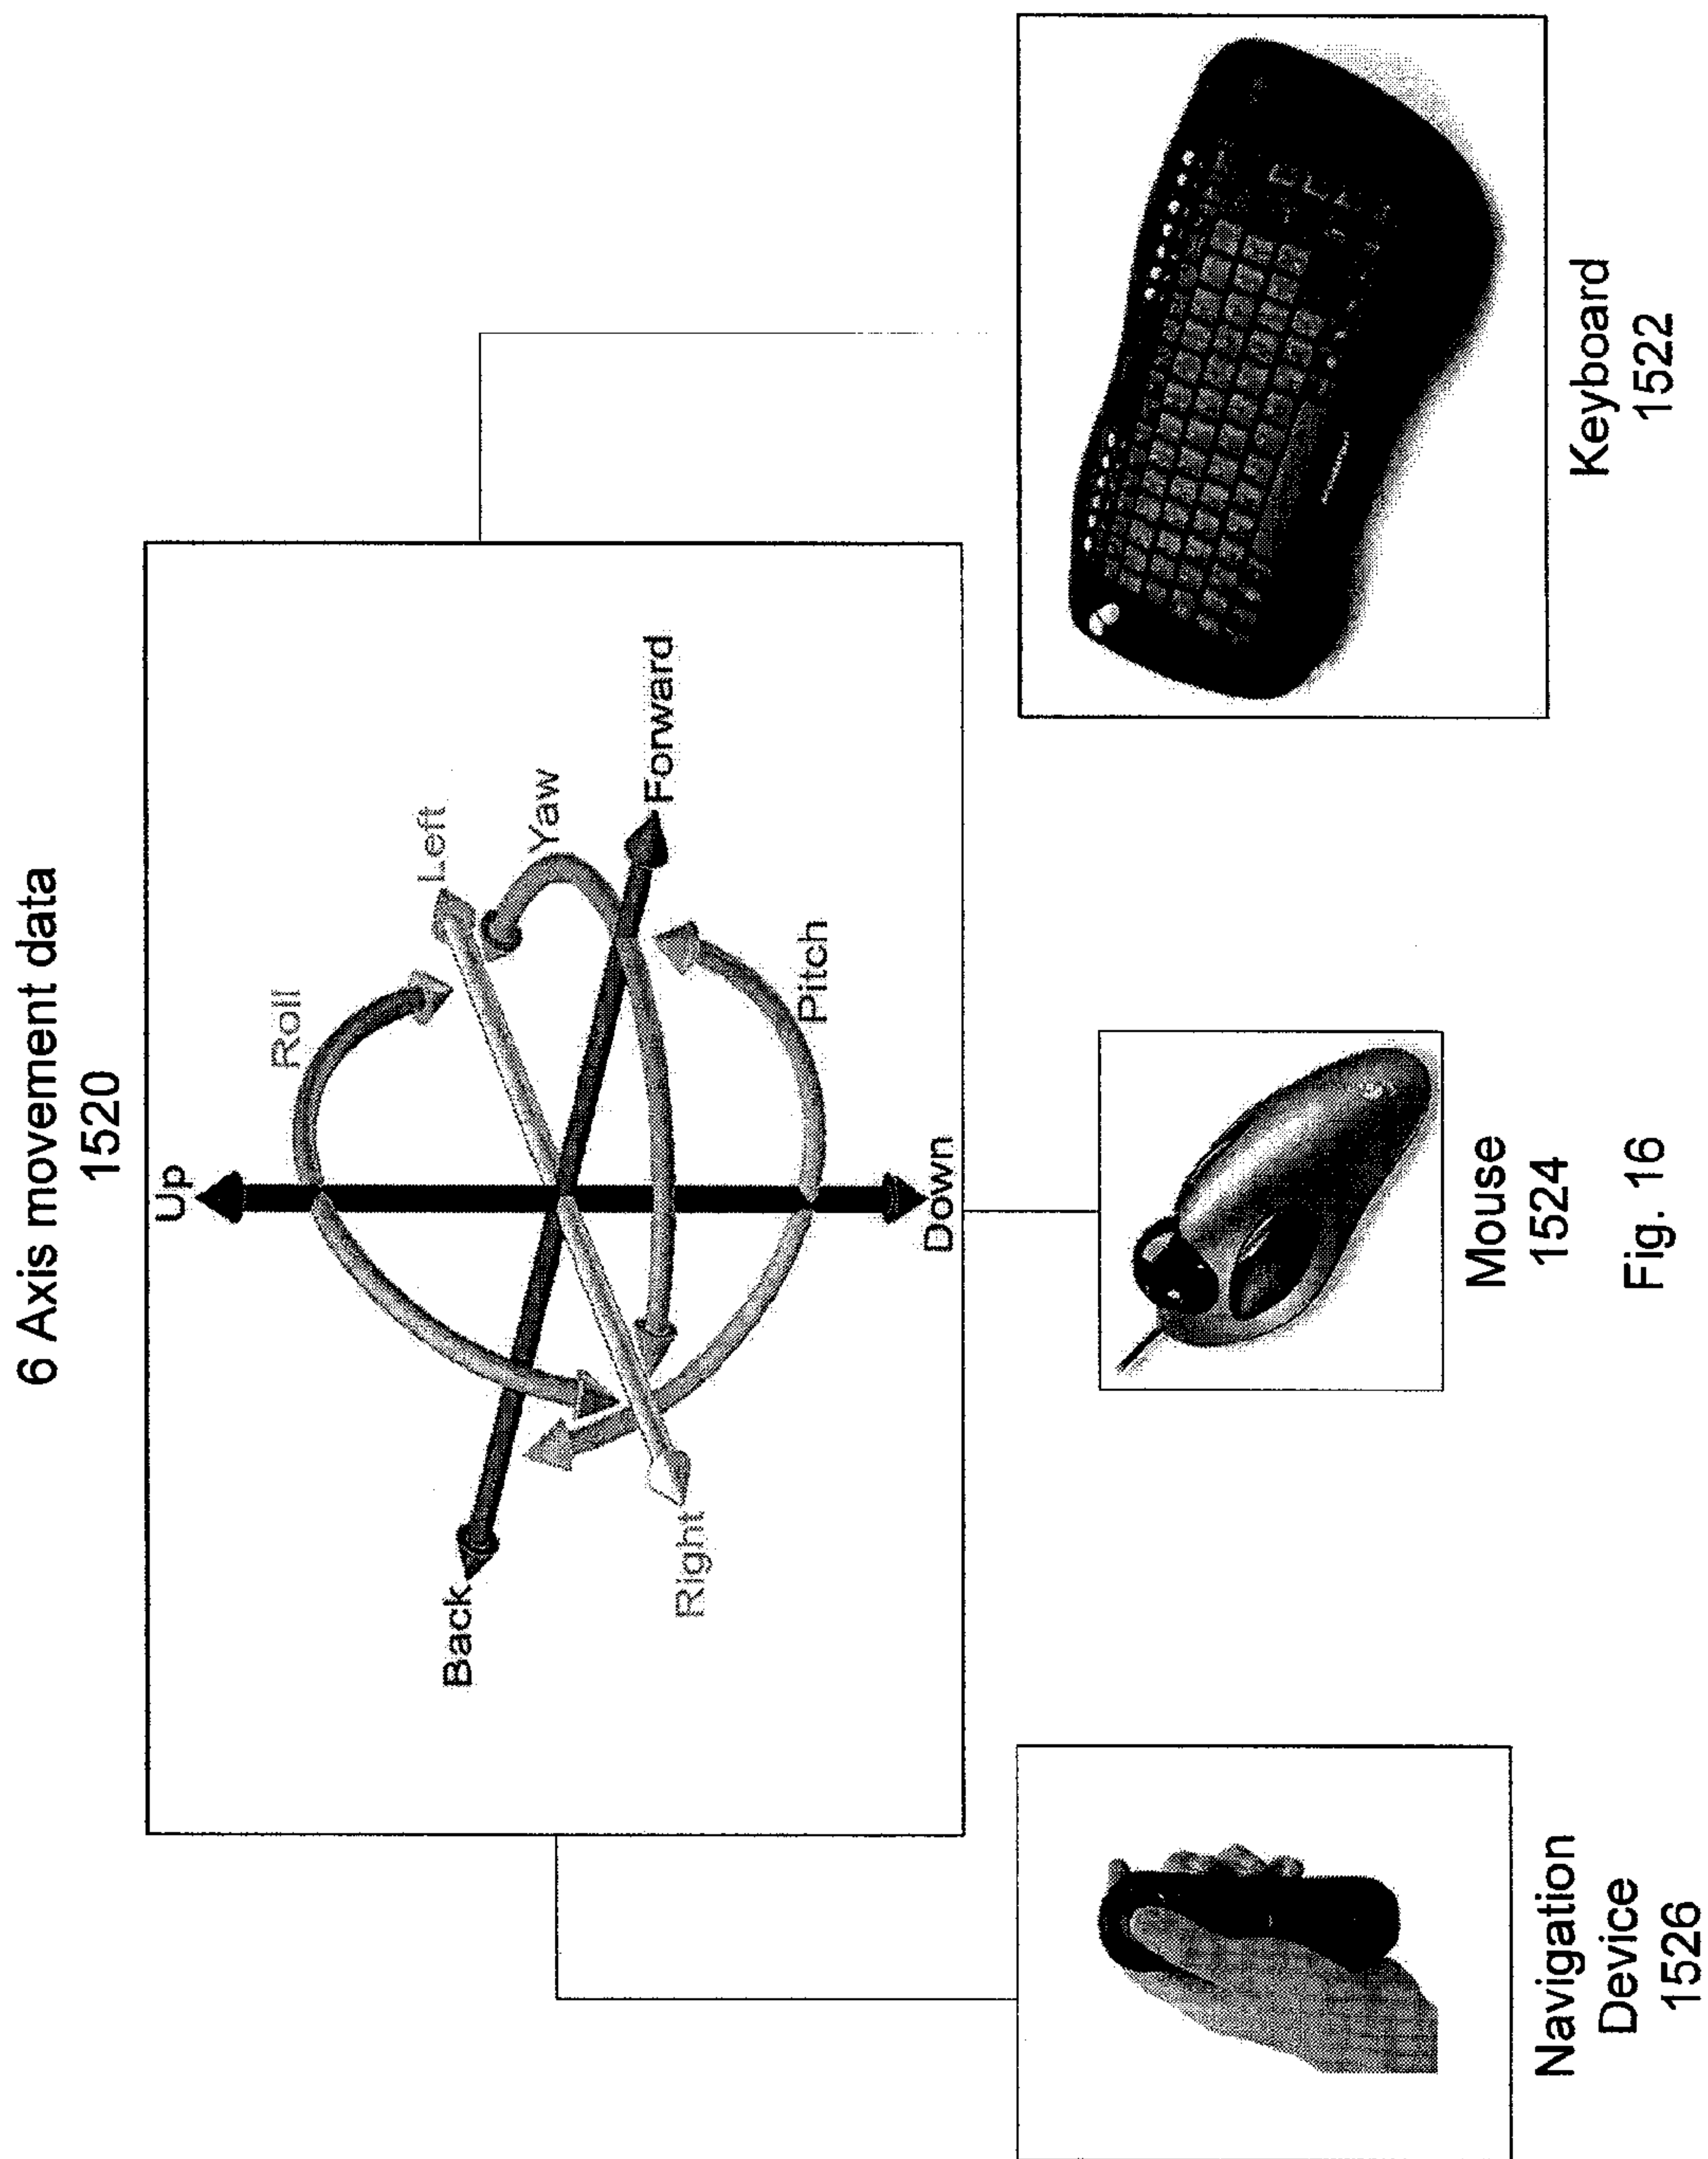 6 Axis movement data
1520
Up
Roll
Left
Yaw
Back
Forward
Right
Pitch
Down
Navigation
Device
1526
Mouse
1524
Keyboard
1522
Fig. 16